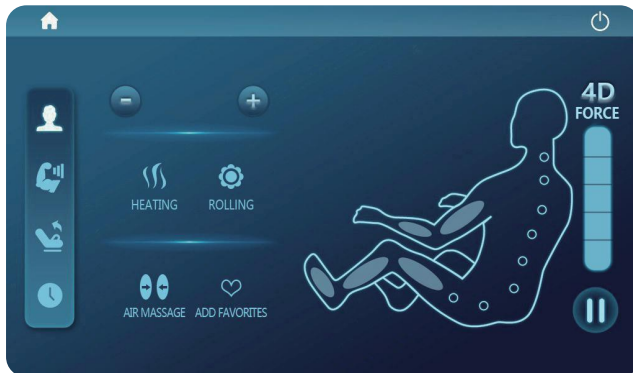 4D
FORCE
HEATING
ROLLING
AIR MASSAGE
ADD FAVORITES